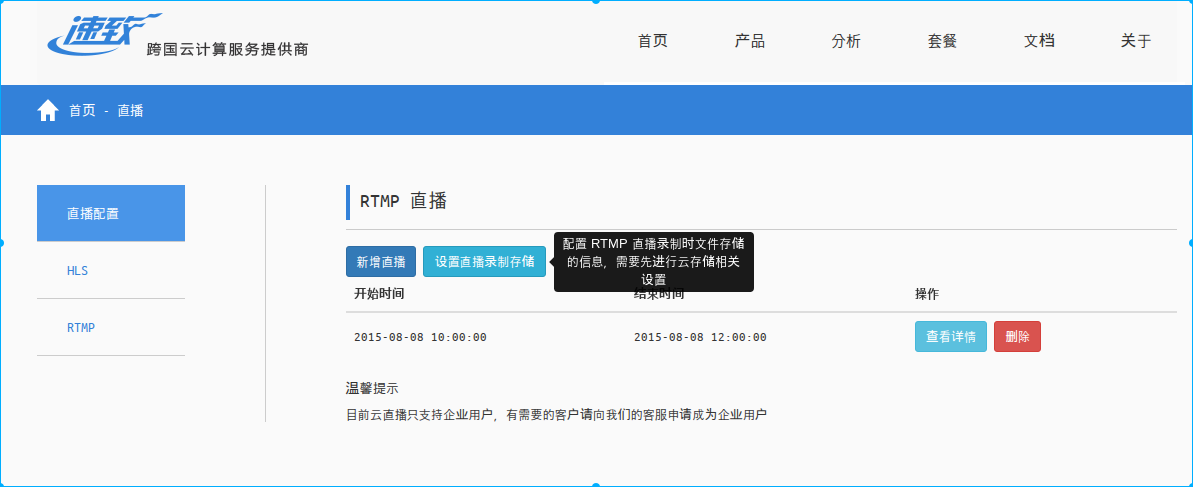 速致 跨国云计算服务提供商
首页 产品 分析 套餐 文档 关于
首页 - 直播
直播配置
HLS
RTMP
RTMP 直播
新增直播 设置直播录制存储
配置 RTMP 直播录制时文件存储
的信息，需要先进行云存储相关
设置
开始时间 结束时间 操作
2015-08-08 10:00:00 2015-08-08 12:00:00 查看详情 删除
温馨提示
目前云直播只支持企业用户，有需要的客户请向我们的客服申请成为企业用户